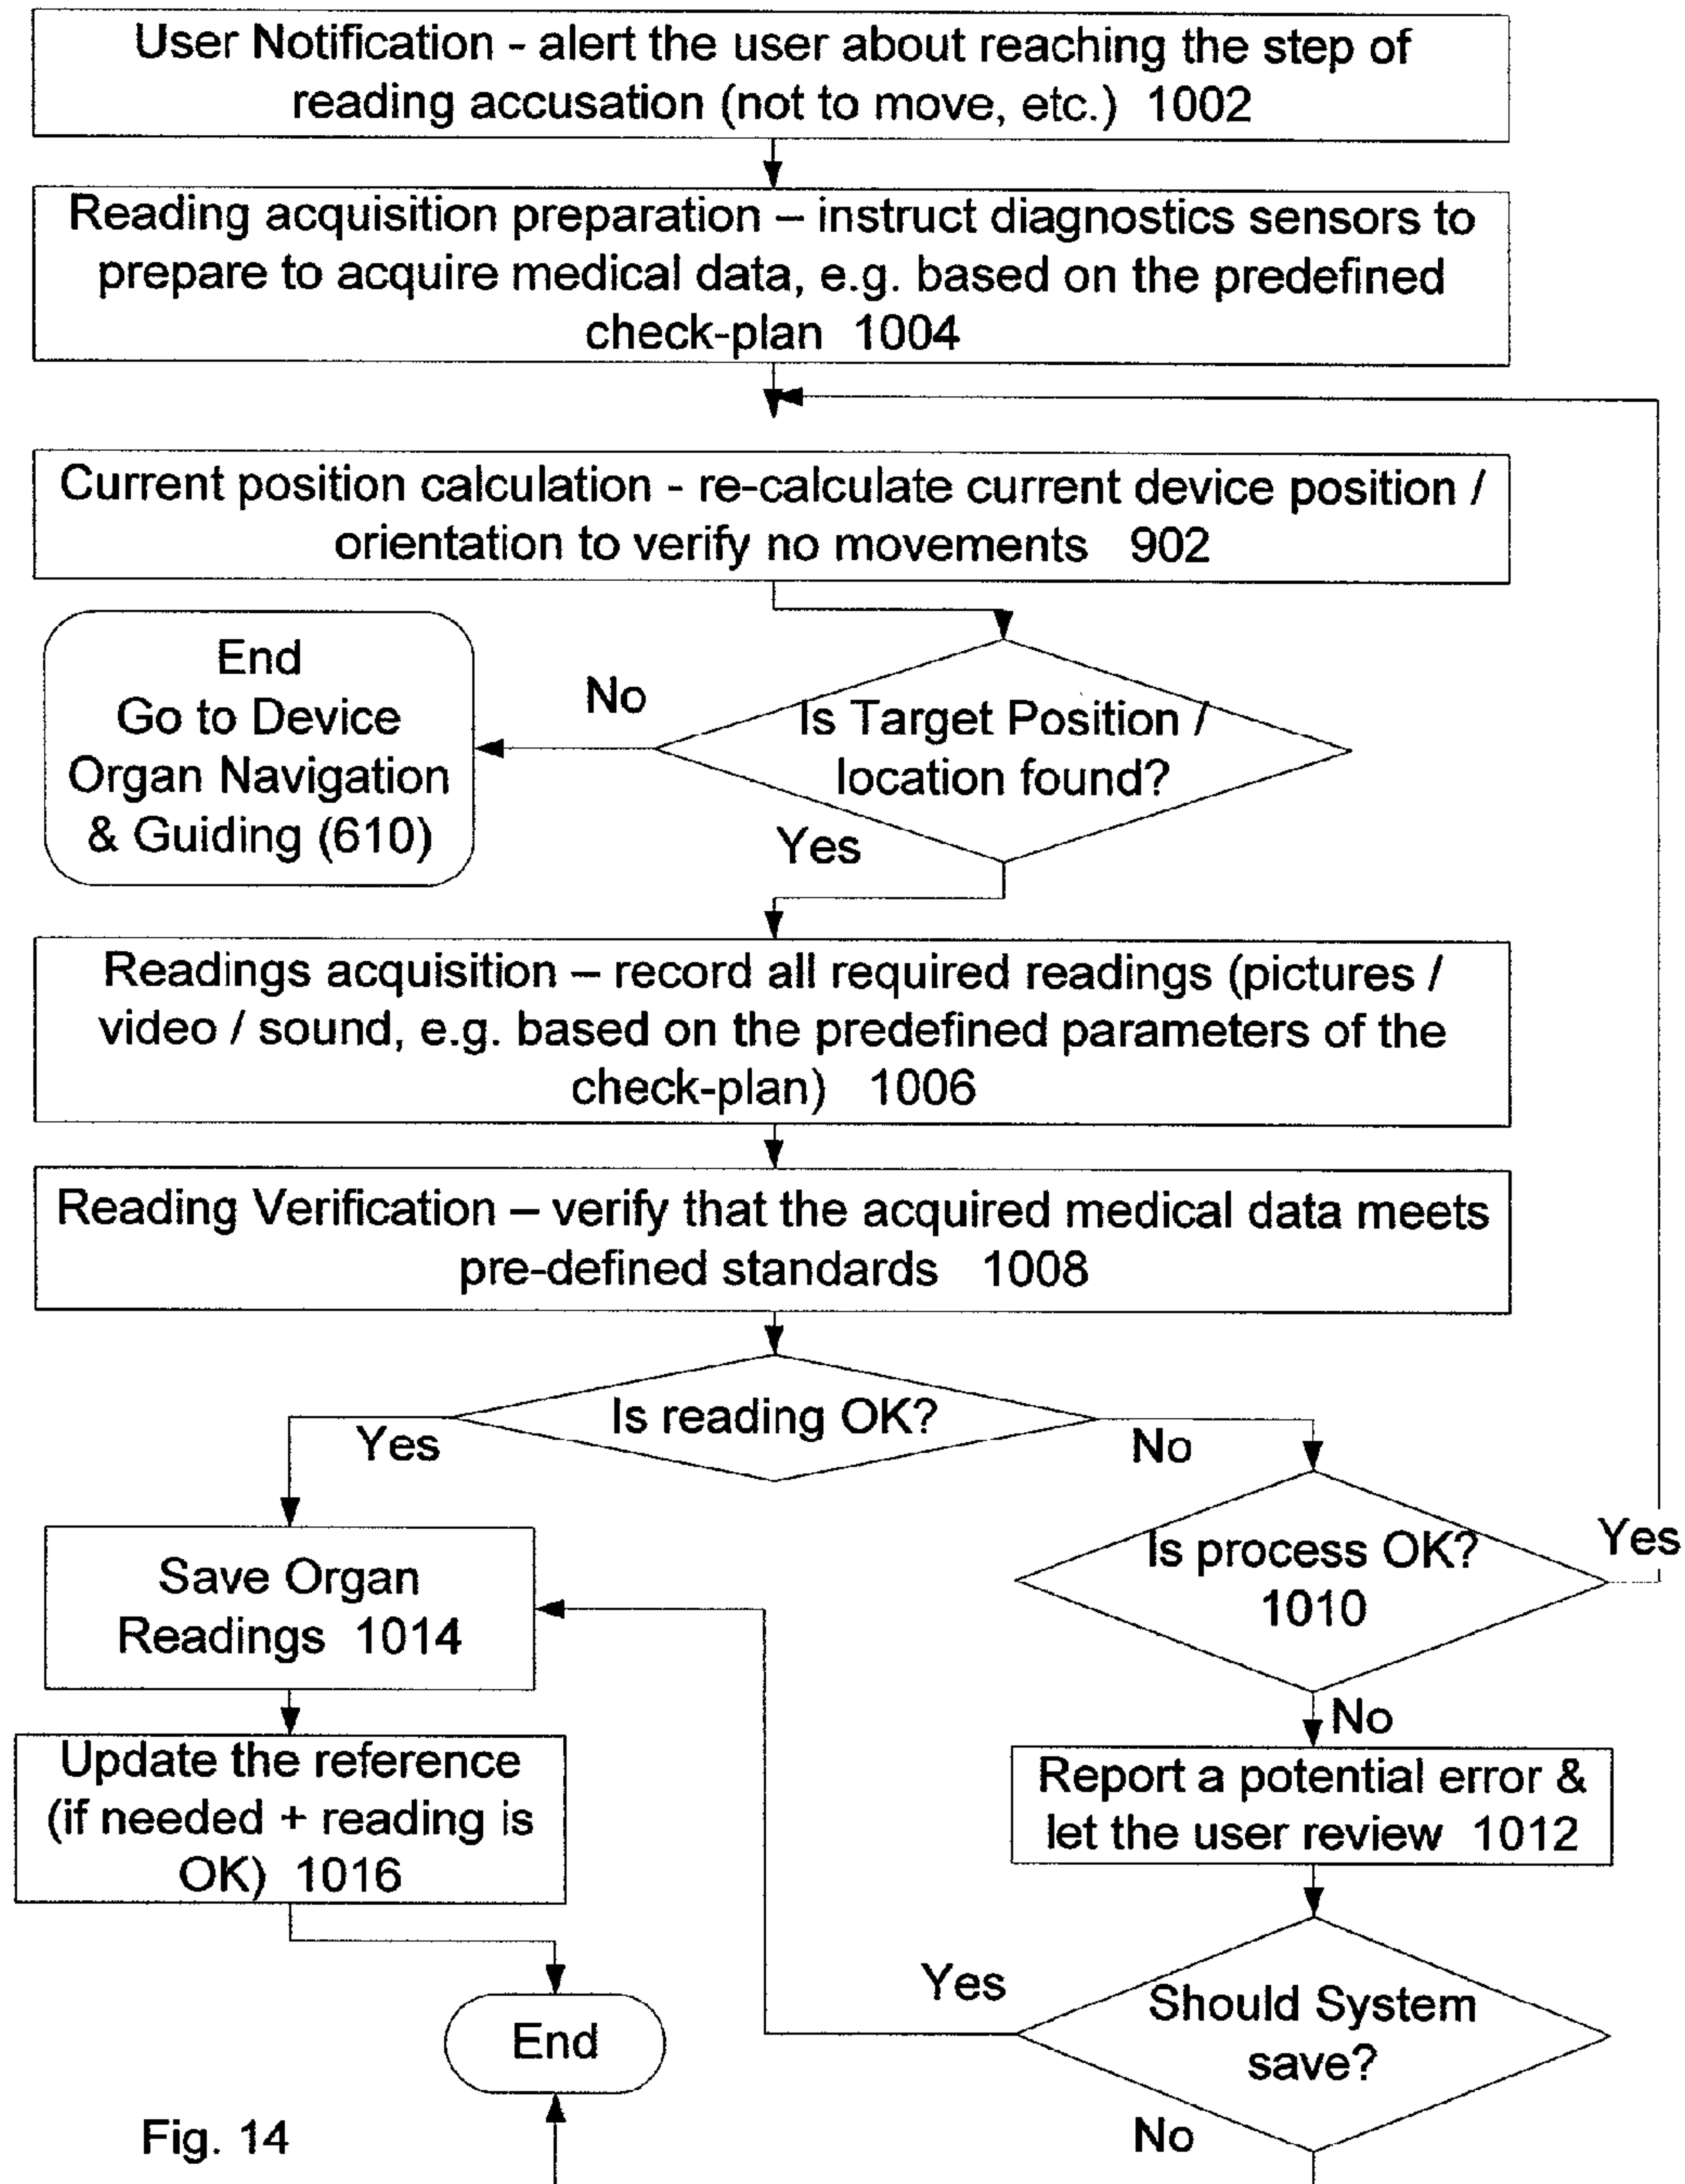 User Notification - alert the user about reaching the step of
reading accusation (not to move, etc.) 1002
Reading acquisition preparation – instruct diagnostics sensors to
prepare to acquire medical data, e.g. based on the predefined
check-plan 1004
Current position calculation - re-calculate current device position /
orientation to verify no movements 902
End
Go to Device
Organ Navigation
& Guiding (610)
No
Is Target Position /
location found?
Yes
Readings acquisition – record all required readings (pictures /
video / sound, e.g. based on the predefined parameters of the
check-plan) 1006
Reading Verification – verify that the acquired medical data meets
pre-defined standards 1008
Is reading OK?
Yes
No
Is process OK?
1010
Yes
Save Organ
Readings 1014
No
Update the reference
(if needed + reading is
OK) 1016
Report a potential error &
let the user review 1012
Yes
Should System
save?
End
No
Fig. 14